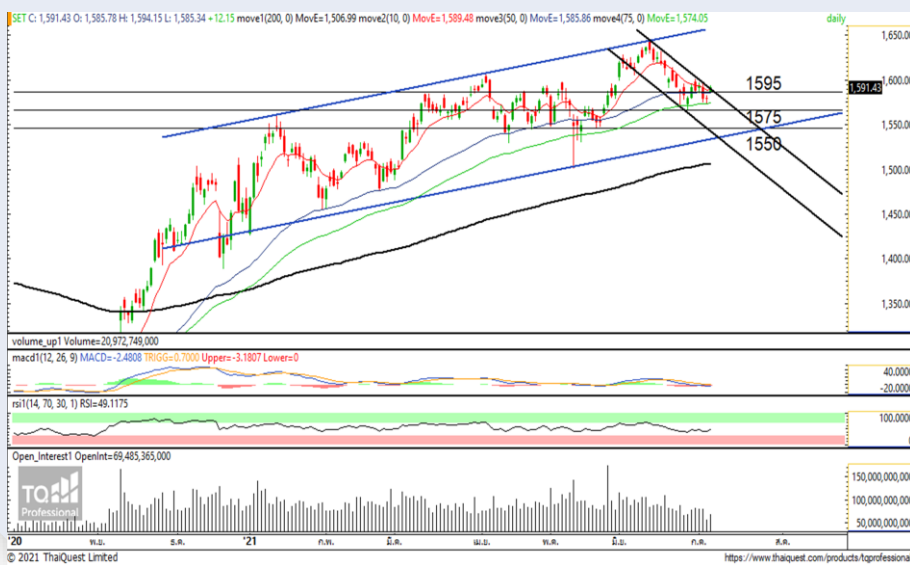 SET C: 1,591.43 O: 1,585.78 H: 1,594.15 L: 1,585.34 +12.15 move1(200, 0) MovE=1,506.99 move2(10, 0) MovE=1,589.48 move3(50, 0) MovE=1,585.86 move4(75, 0) MovE=1,574.05 daily
1,650.00
1,600.00
1595
1,591.43
1575
1,550.00
1550
1,500.00
1,450.00
1,400.00
1,350.00
volume_up1 Volume=20,972,749,000
macd1(12, 26, 9) MACD=-2.4808 TRIGG=0.7000 Upper=-3.1807 Lower=0
40.0000
-20.0000
rsi1(14, 70, 30, 1) RSI=49.1175
100.0000
Open_Interest1 OpenInt=69,485,365,000
TQ
Professional
150,000,000,000
100,000,000,000
50,000,000,000
'20 พ.ย. ธ.ค. '21 ก.พ. มี.ค. เม.ย. พ.ค. มิ.ย. ก.ค. ส.ค.
© 2021 ThaiQuest Limited https://www.thaiquest.com/products/tqprofessional